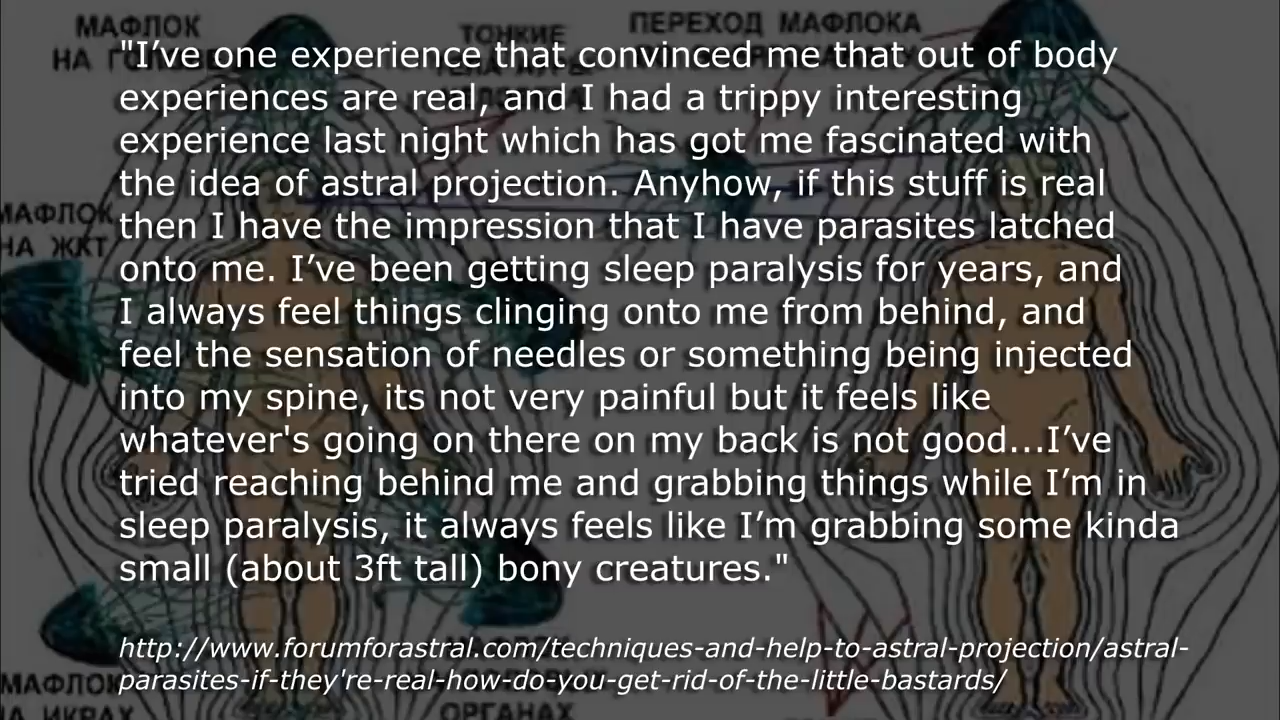 МАФЛОК
НА
ТОНКИЕ
ПЕРЕХОД МАФЛОКА
"I’ve one experience that convinced me that out of body
experiences are real, and I had a trippy interesting
experience last night which has got me fascinated with
the idea of astral projection. Anyhow, if this stuff is real
then I have the impression that I have parasites latched
onto me. I’ve been getting sleep paralysis for years, and
I always feel things clinging onto me from behind, and
feel the sensation of needles or something being injected
into my spine, its not very painful but it feels like
whatever's going on there on my back is not good...I’ve
tried reaching behind me and grabbing things while I’m in
sleep paralysis, it always feels like I’m grabbing some kinda
small (about 3ft tall) bony creatures."
http://www.forumforastral.com/techniques-and-help-to-astral-projection/astral-
parasites-if-they're-real-how-do-you-get-rid-of-the-little-bastards/
МАФЛОК
НА ЖКТ
МАФЛОК
НА ИКРАХ
ОРГАНАХ